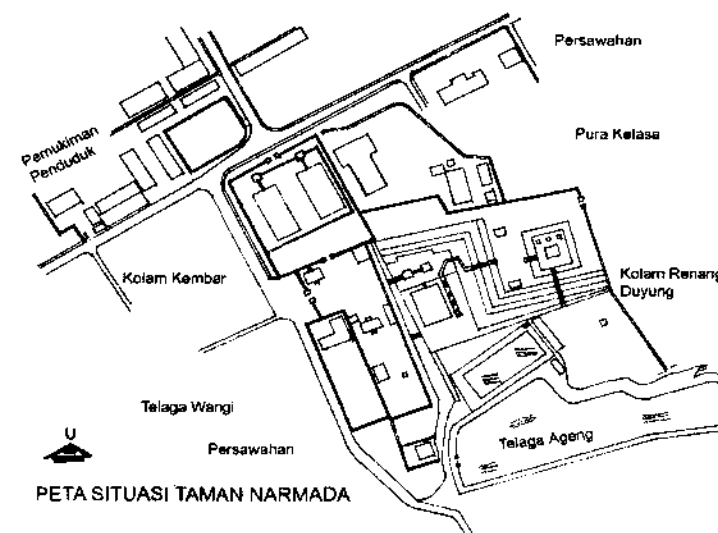 Persawahan
Pura Kelasa
Pemukiman
Penduduk
Kolam Kembar
Kolam Renang
Duyung
Telaga Wangi
Telaga Ageng
Persawahan
U
PETA SITUASI TAMAN NARMADA